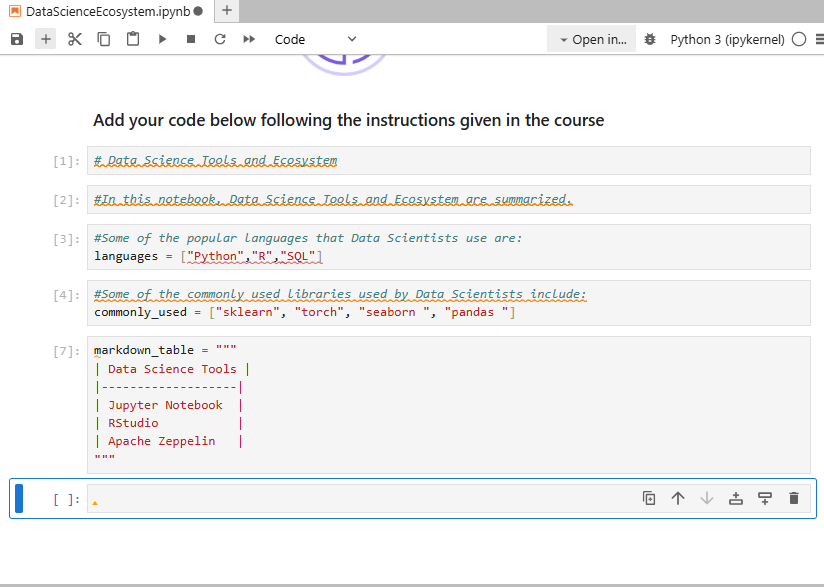 DataScienceEcosystem.ipynb
Code
Open in...
Python 3 (ipykernel)
Add your code below following the instructions given in the course
[1]: # Data Science Tools and Ecosystem
[2]: #In this notebook, Data Science Tools and Ecosystem are summarized.
[3]: #Some of the popular languages that Data Scientists use are:
languages = ["Python","R","SQL"]
[4]: #Some of the commonly used libraries used by Data Scientists include:
commonly_used = ["sklearn", "torch", "seaborn ", "pandas "]
[7]: markdown_table = """
| Data Science Tools |
|-------------------|
| Jupyter Notebook  |
| RStudio           |
| Apache Zeppelin   |
"""
[ ]: